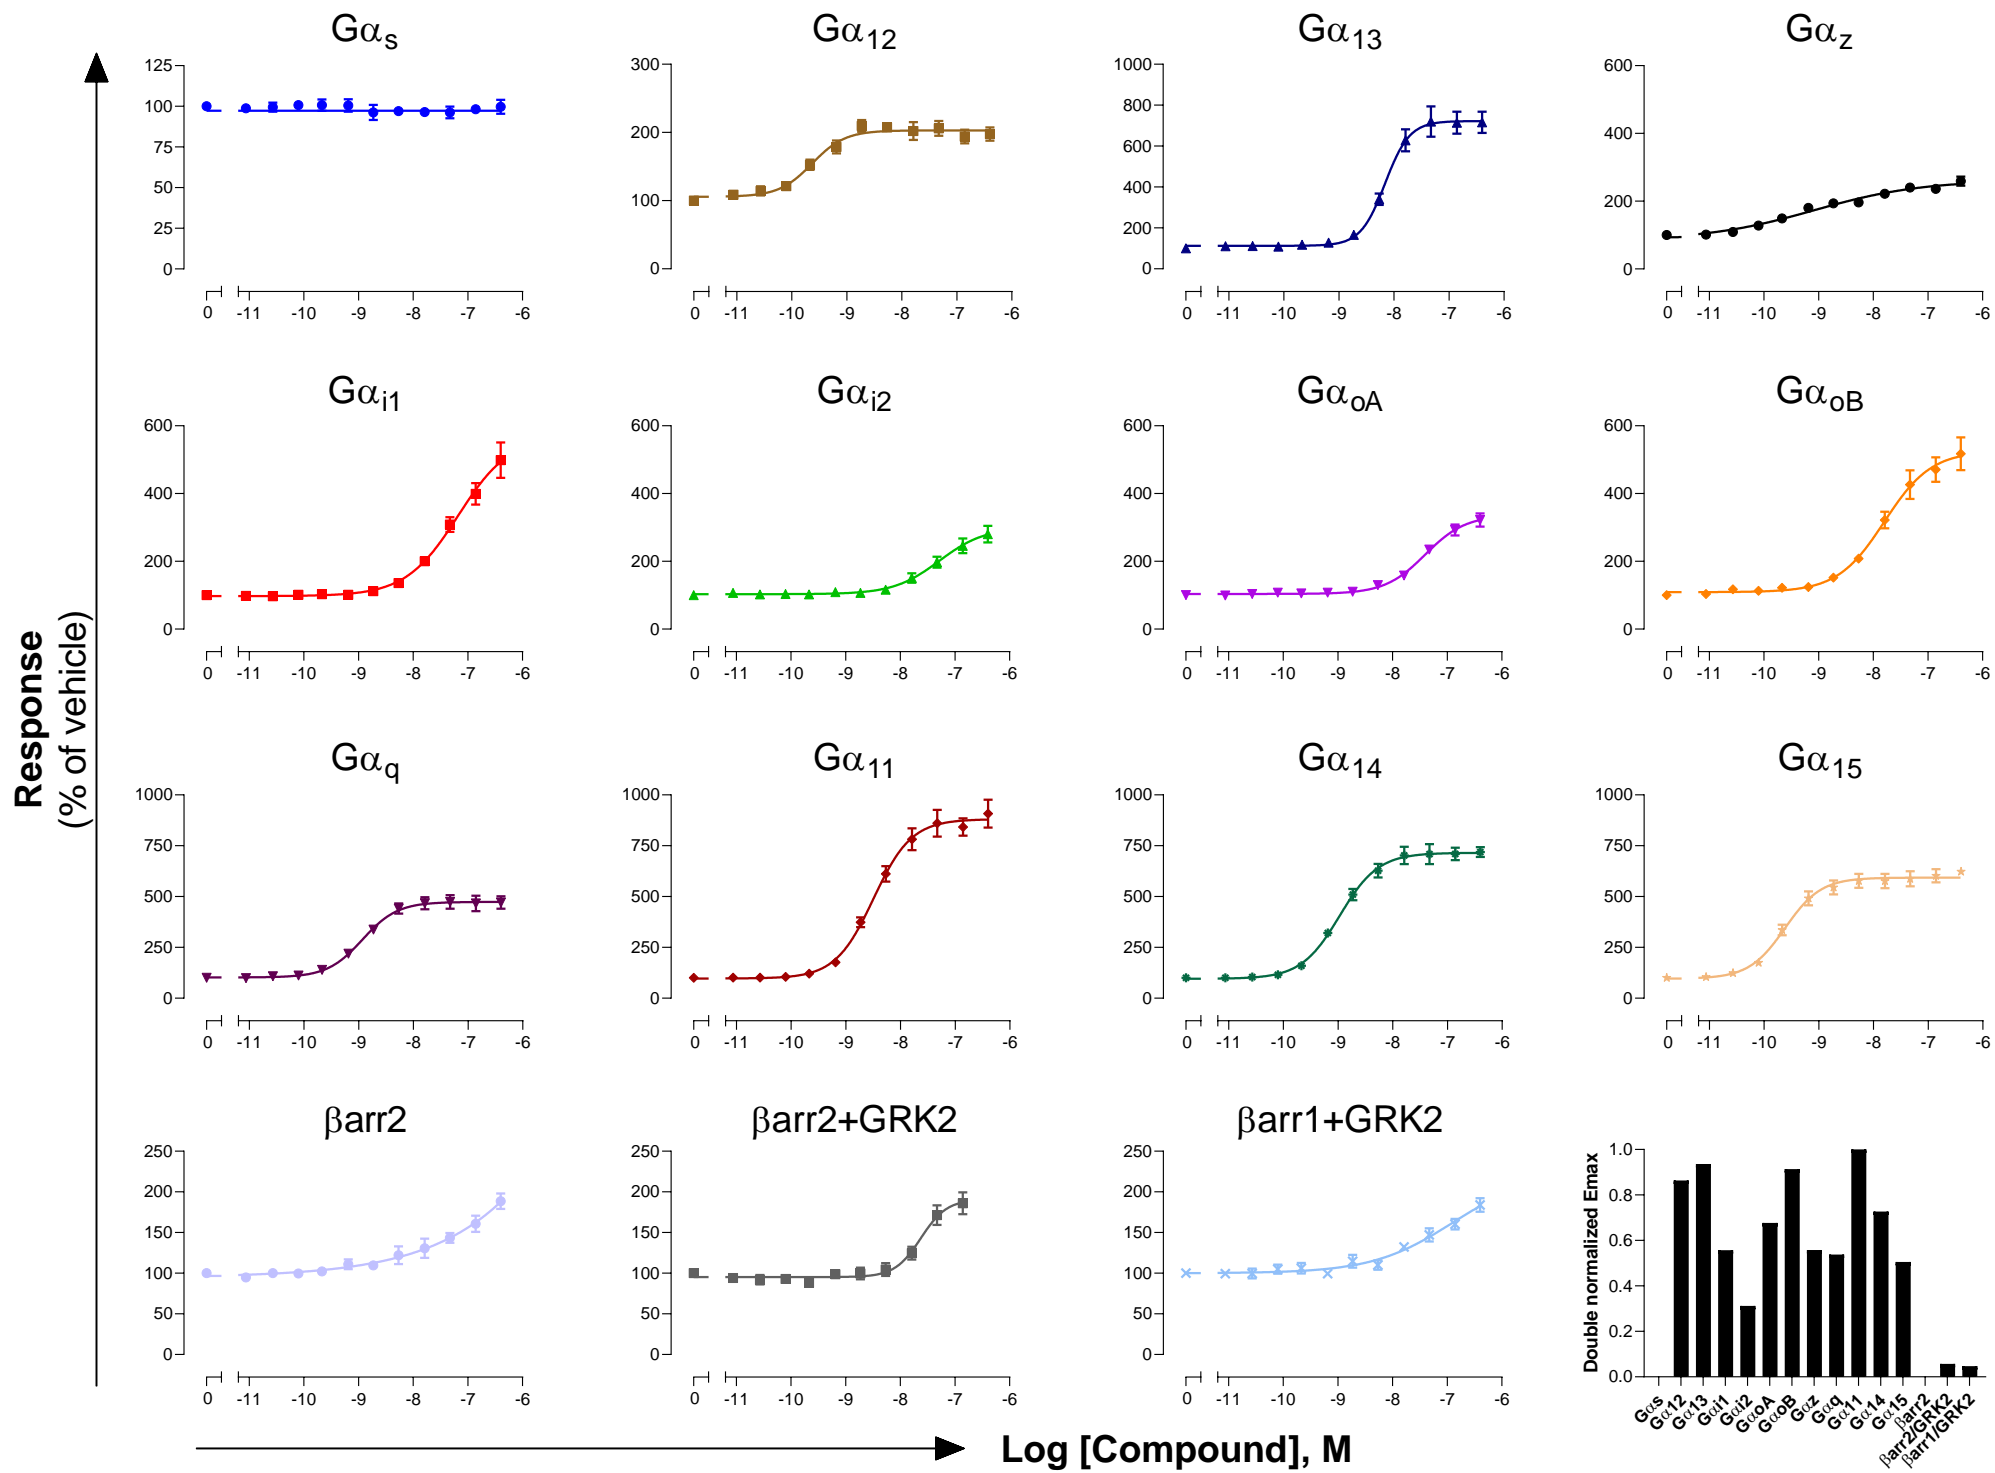 Gαs
Gα12
Gα13
Gαz
125
100
75
50
25
0
0 -11 -10 -9 -8 -7 -6
300
200
100
0
0 -11 -10 -9 -8 -7 -6
1000
800
600
400
200
0
0 -11 -10 -9 -8 -7 -6
600
400
200
0
0 -11 -10 -9 -8 -7 -6
Gαi1
Gαi2
GαoA
GαoB
600
400
200
0
0 -11 -10 -9 -8 -7 -6
600
400
200
0
0 -11 -10 -9 -8 -7 -6
600
400
200
0
0 -11 -10 -9 -8 -7 -6
600
400
200
0
0 -11 -10 -9 -8 -7 -6
Response
(% of vehicle)
Gαq
Gα11
Gα14
Gα15
1000
750
500
250
0
0 -11 -10 -9 -8 -7 -6
1000
750
500
250
0
0 -11 -10 -9 -8 -7 -6
1000
750
500
250
0
0 -11 -10 -9 -8 -7 -6
1000
750
500
250
0
0 -11 -10 -9 -8 -7 -6
βarr2
βarr2+GRK2
βarr1+GRK2
250
200
150
100
50
0
0 -11 -10 -9 -8 -7 -6
250
200
150
100
50
0
0 -11 -10 -9 -8 -7 -6
250
200
150
100
50
0
0 -11 -10 -9 -8 -7 -6
Double normalized Emax
1.0
0.8
0.6
0.4
0.2
0.0
Gαs
Gα12
Gα13
Gαi1
Gαi2
GαoA
GαoB
Gαz
Gαq
Gα11
Gα14
Gα15
βarr2
βarr2/GRK2
βarr1/GRK2
Log [Compound], M